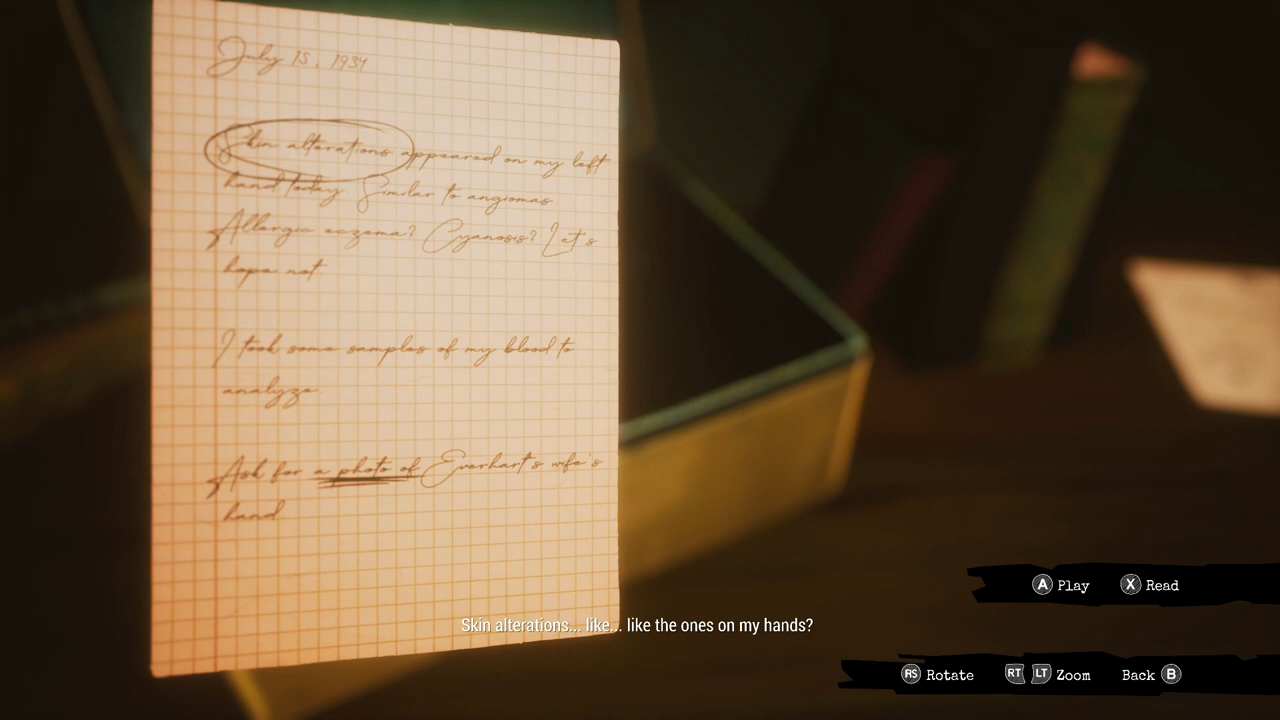 July 15, 1934
Skin alterations appeared on my left
hand today. Similar to angiomas.
Allergic eczema? Cyanosis? Let's
hope not.
I took some samples of my blood to
analyze.
Ask for a photo of Everhart's wife's
hand.
Skin alterations... like... like the ones on my hands?
A Play X Read
RS Rotate RT LT Zoom Back B